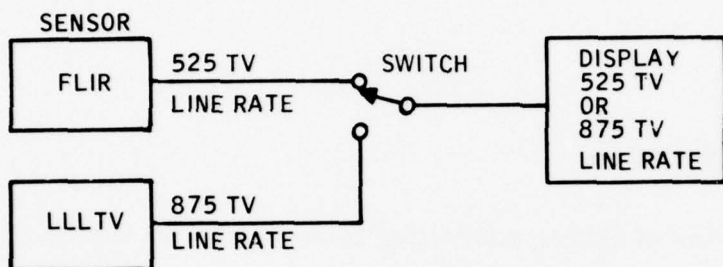 SENSOR
FLIR
525 TV
LINE RATE
SWITCH
DISPLAY
525 TV
OR
875 TV
LINE RATE
LLLTV
875 TV
LINE RATE